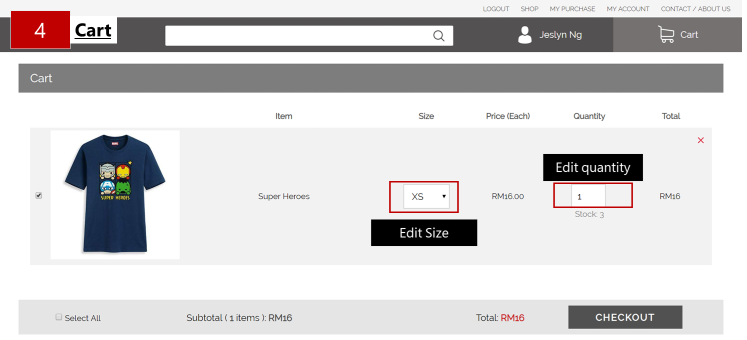 LOGOUT SHOP MY PURCHASE MY ACCOUNT CONTACT / ABOUT US
4 Cart
Jeslyn Ng
Cart
Cart
Item Size Price (Each) Quantity Total
Edit quantity
Super Heroes XS RM16.00 1 RM16
Stock: 3
SUPER HEROES
Edit Size
Select All Subtotal ( 1 items ): RM16 Total: RM16 CHECKOUT